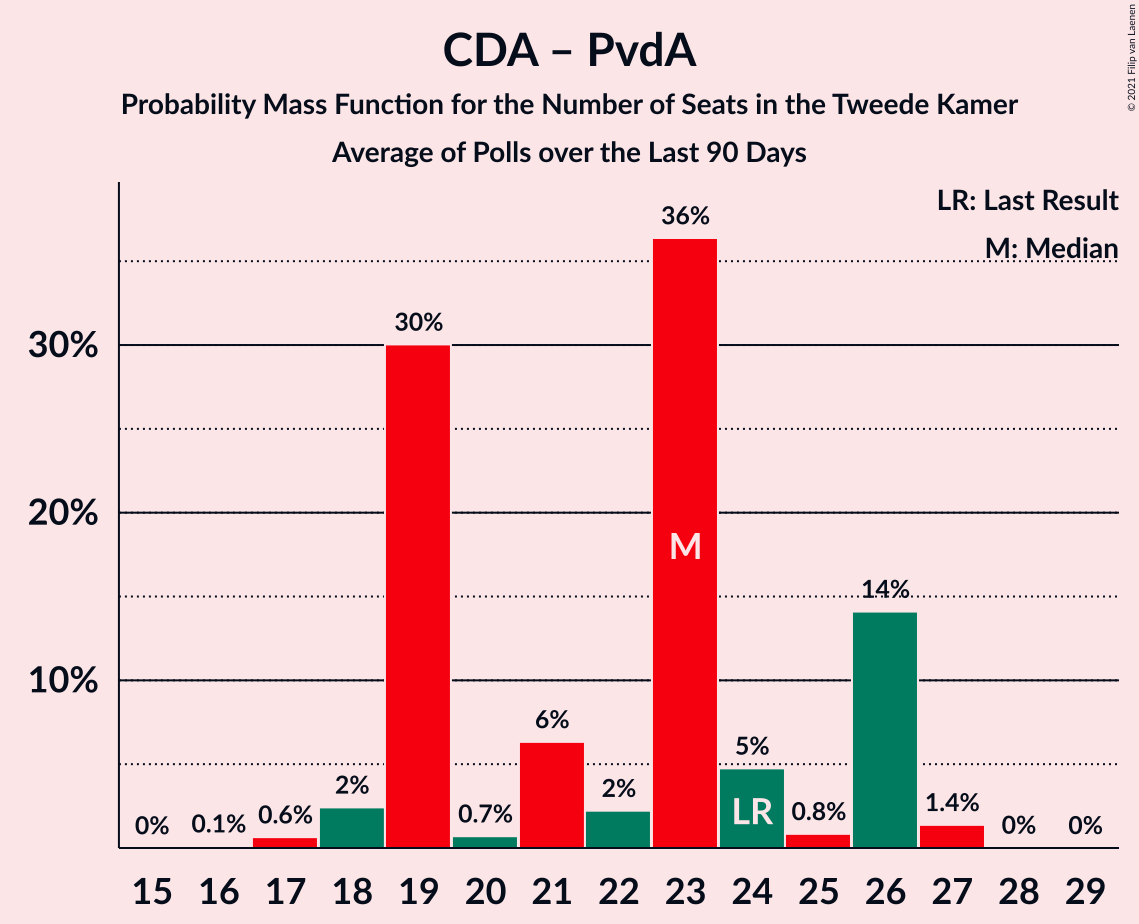 CDA – PvdA
Probability Mass Function for the Number of Seats in the Tweede Kamer
Average of Polls over the Last 90 Days
© 2021 Filip van Laenen
LR: Last Result
M: Median
30%
20%
10%
0%
0.1%
0.6%
2%
30%
0.7%
6%
2%
36%
M
5%
LR
0.8%
14%
1.4%
0%
0%
15 16 17 18 19 20 21 22 23 24 25 26 27 28 29